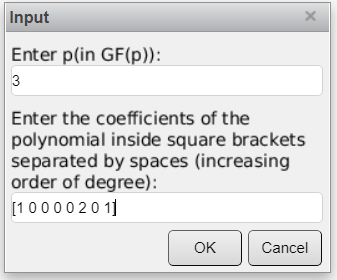 Input
Enter p(in GF(p)):
3
Enter the coefficients of the
polynomial inside square brackets
separated by spaces (increasing
order of degree):
[1 0 0 0 0 2 0 1]
OK Cancel